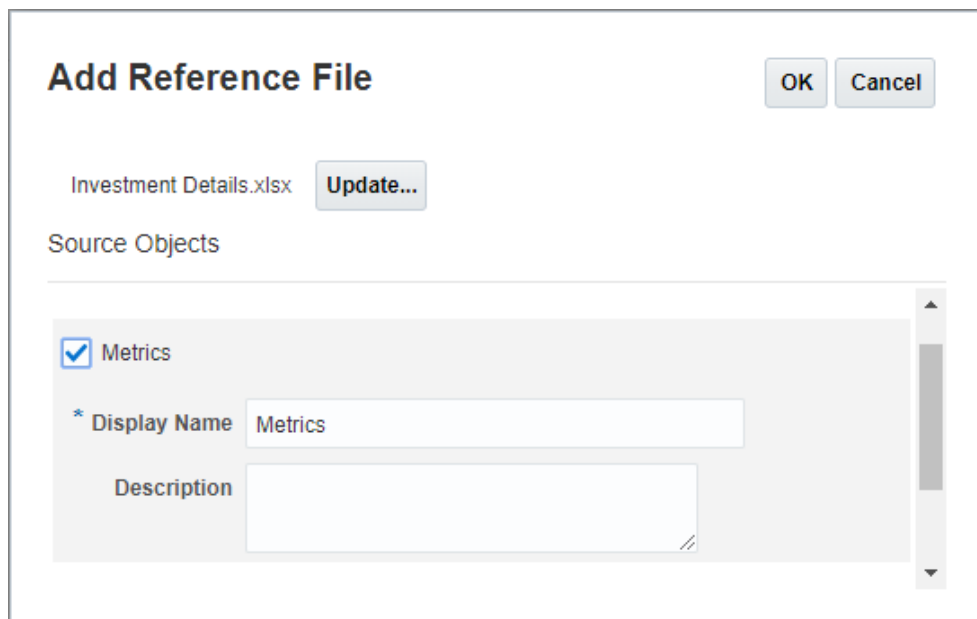 Add Reference File
OK
Cancel
Investment Details.xlsx
Update...
Source Objects
Metrics
* Display Name
Metrics
Description